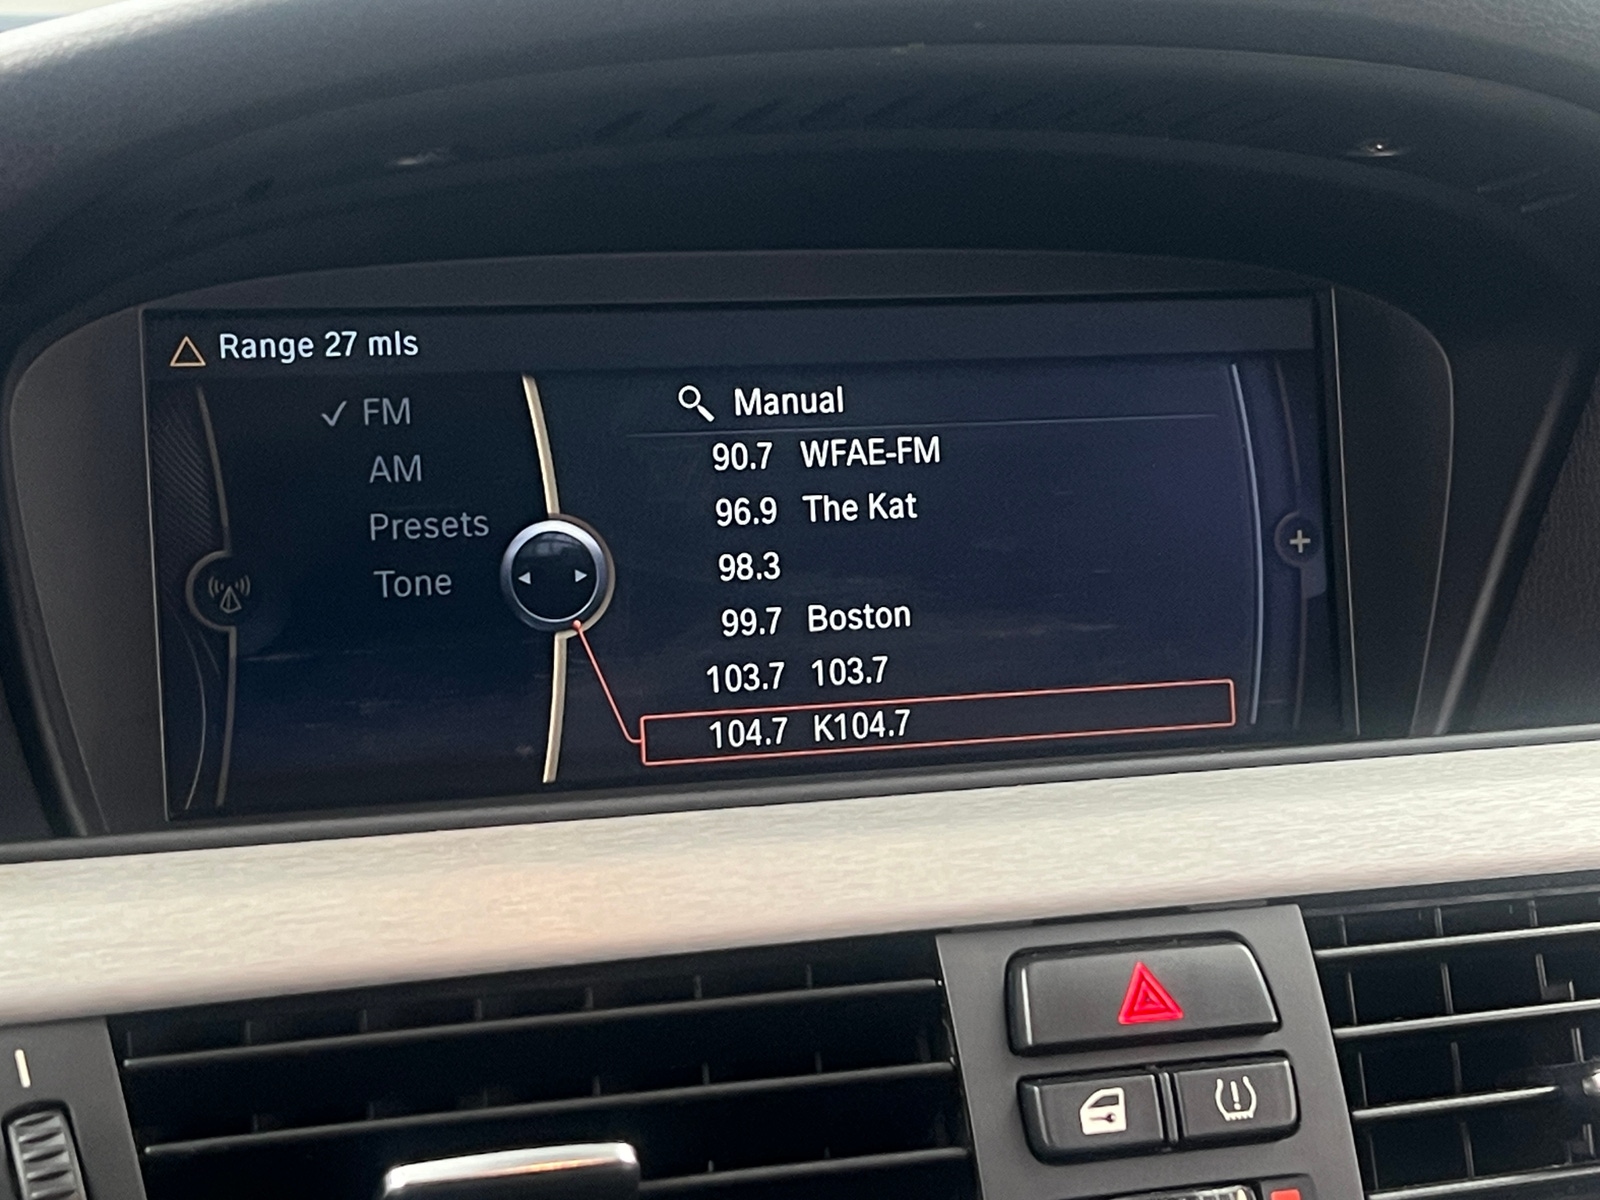 Range 27 mls
✓ FM
AM
Presets
Tone
Manual
90.7 WFAE-FM
96.9 The Kat
98.3
99.7 Boston
103.7 103.7
104.7 K104.7